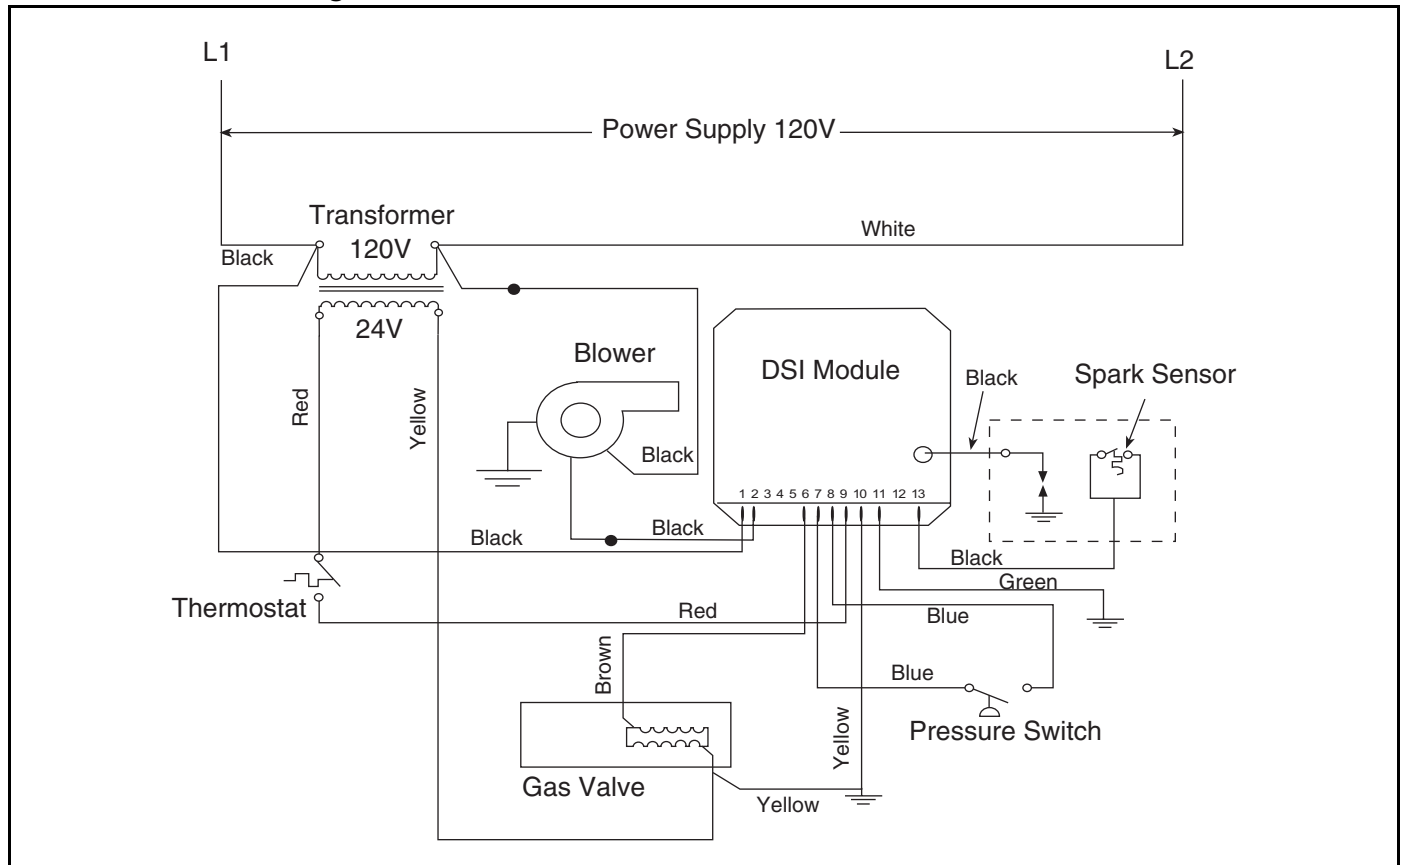 L1
L2
Power Supply 120V
Transformer
120V
White
Black
24V
Blower
DSI Module
Black
Spark Sensor
Red
Yellow
Black
1 2 3 4 5 6 7 8 9 10 11 12 13
Black
Black
Black
Green
Thermostat
Red
Blue
Brown
Blue
Yellow
Pressure Switch
Gas Valve
Yellow